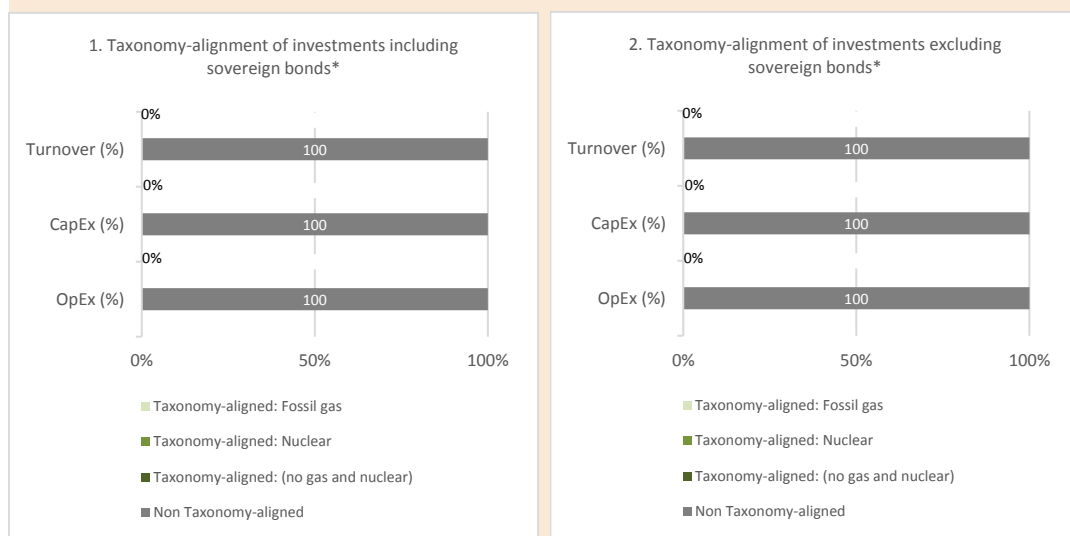 1. Taxonomy-alignment of investments including
sovereign bonds*
0%
Turnover (%)
100
0%
CapEx (%)
100
0%
OpEx (%)
100
0%
50%
100%
Taxonomy-aligned: Fossil gas
Taxonomy-aligned: Nuclear
Taxonomy-aligned: (no gas and nuclear)
Non Taxonomy-aligned
2. Taxonomy-alignment of investments excluding
sovereign bonds*
0%
Turnover (%)
100
0%
CapEx (%)
100
0%
OpEx (%)
100
0%
50%
100%
Taxonomy-aligned: Fossil gas
Taxonomy-aligned: Nuclear
Taxonomy-aligned: (no gas and nuclear)
Non Taxonomy-aligned